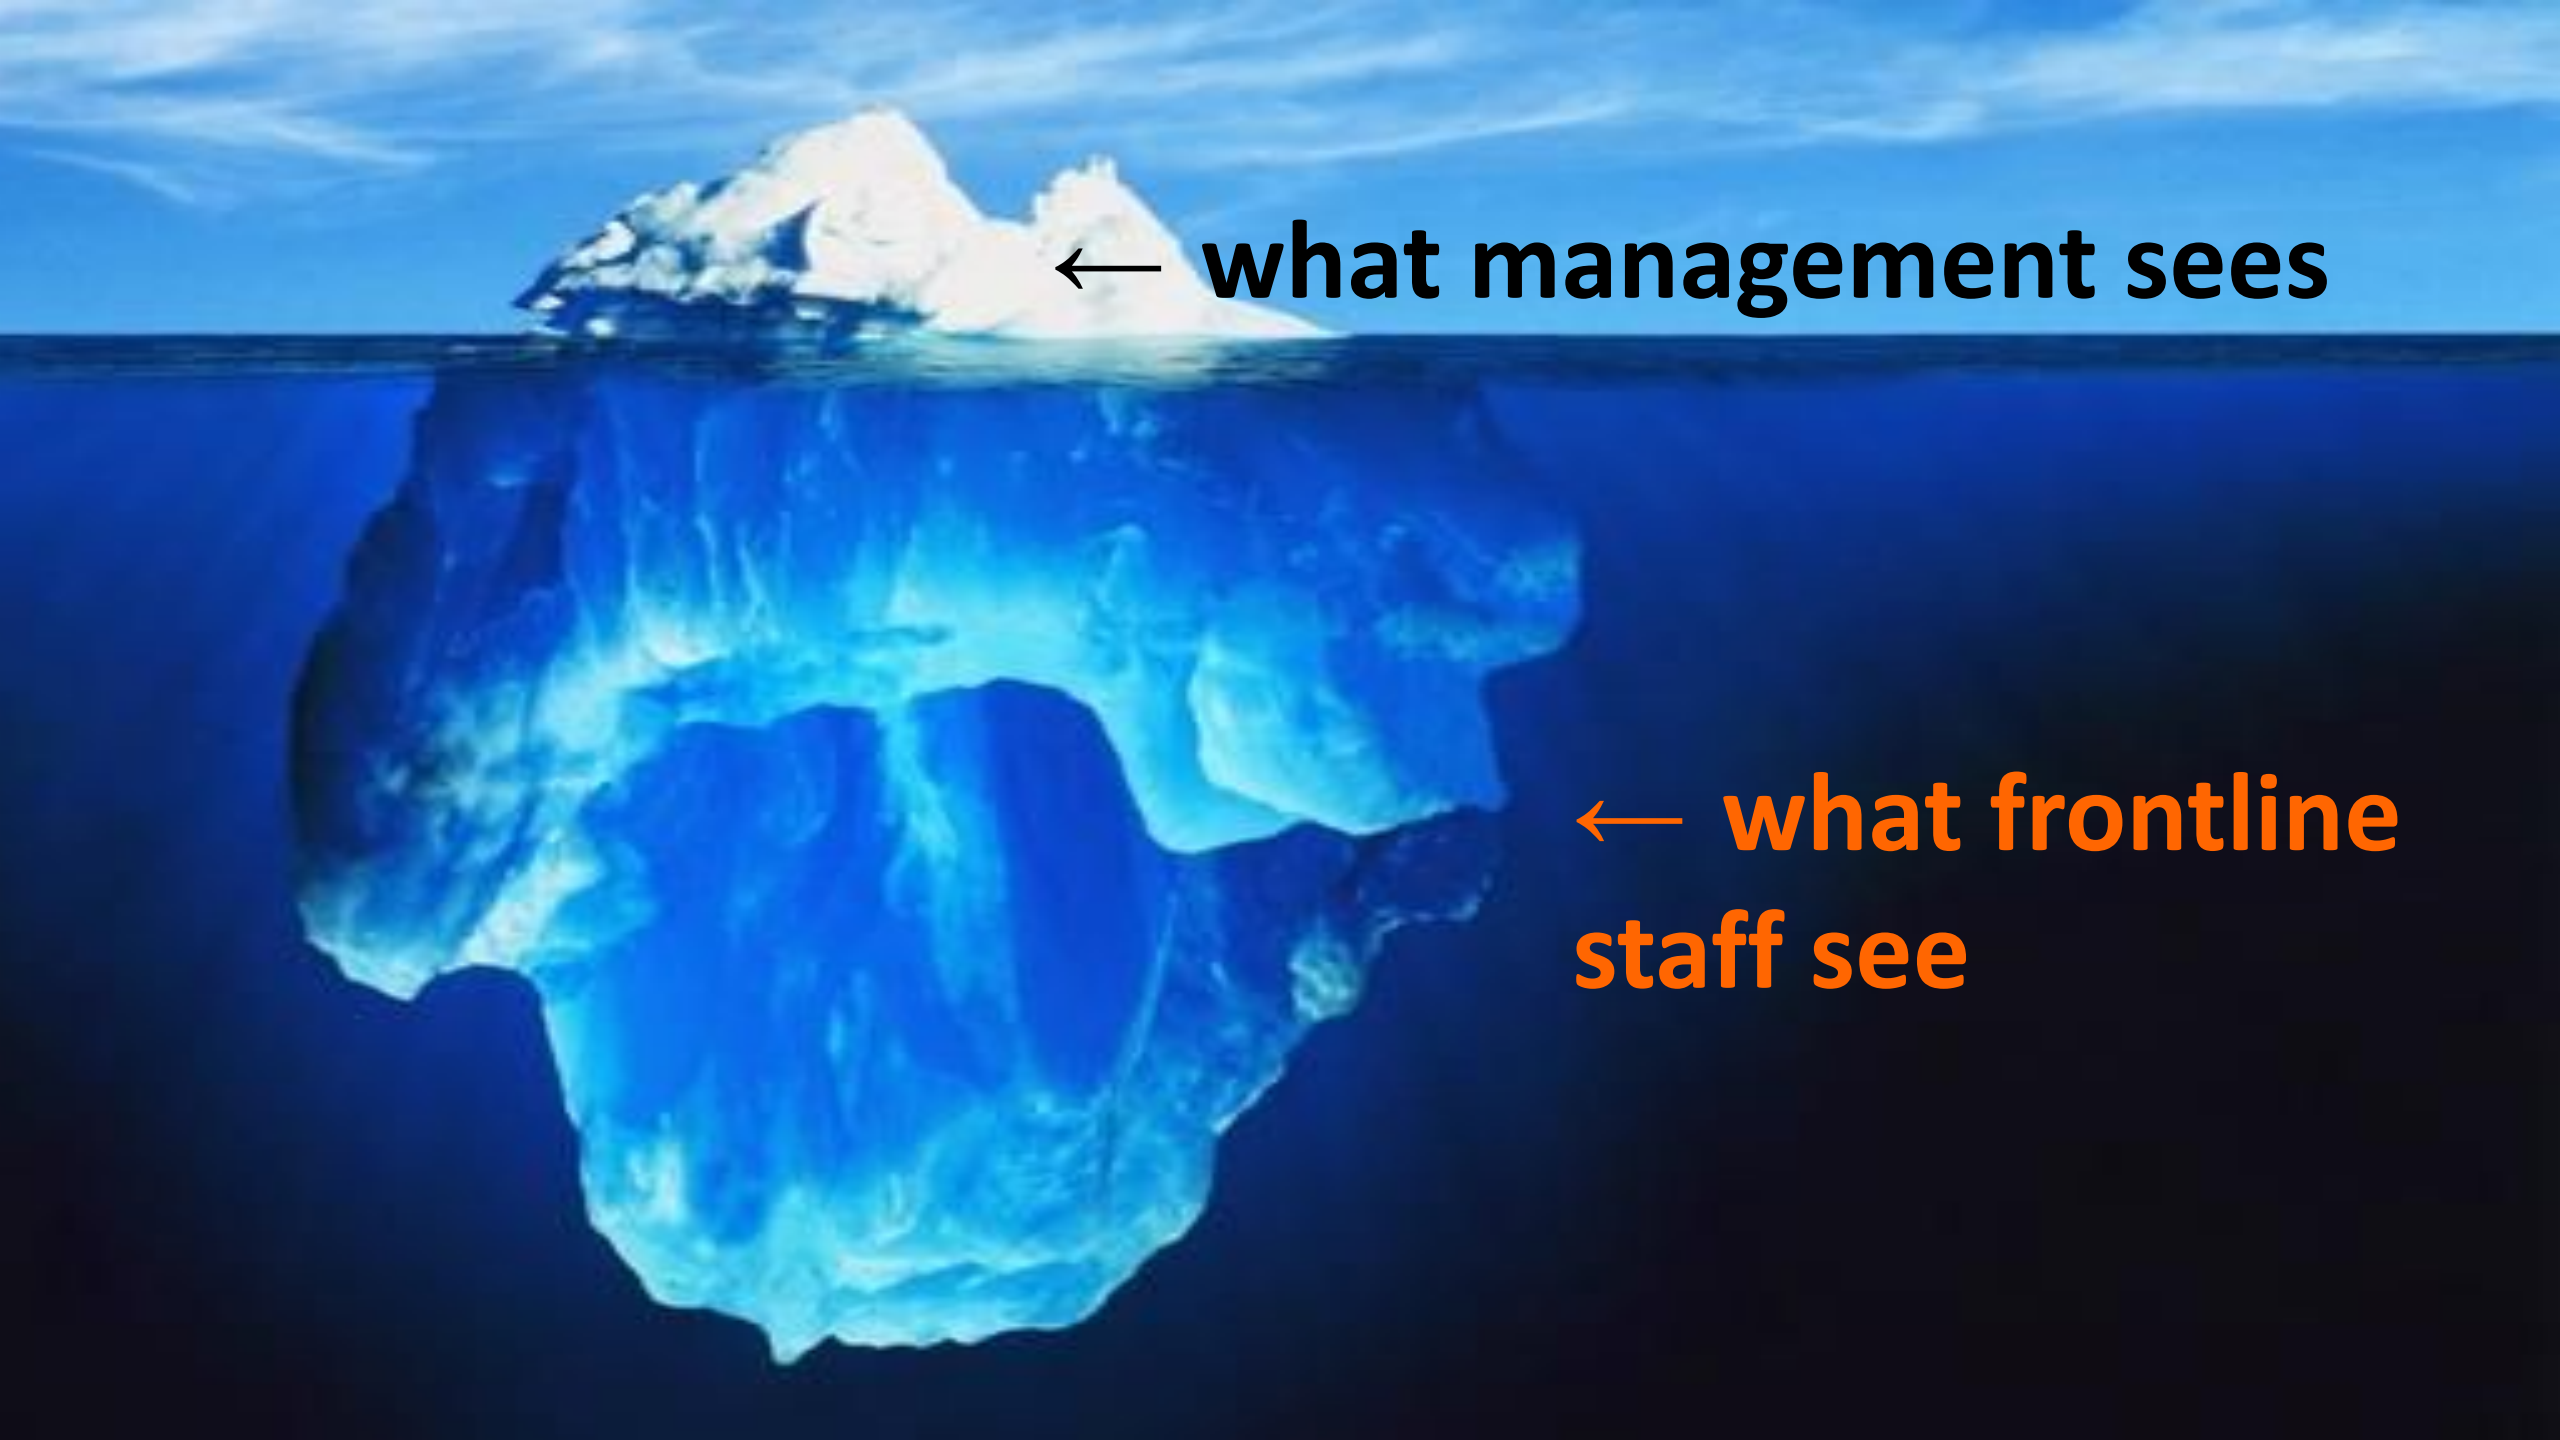 ← what management sees
← what frontline
staff see